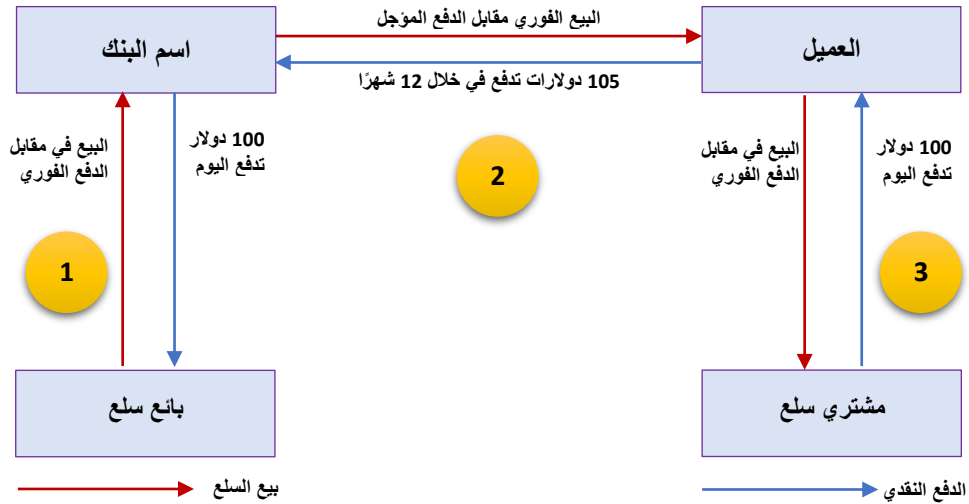 البيع الفوري مقابل الدفع المؤجل
العميل
اسم البنك
105 دولارات تدفع في خلال 12 شهرًا
100 دولار
تدفع اليوم
البيع في مقابل
الدفع الفوري
2
100 دولار
تدفع اليوم
البيع في مقابل
الدفع الفوري
3
1
مشتري سلع
بائع سلع
الدفع النقدي
بيع السلع